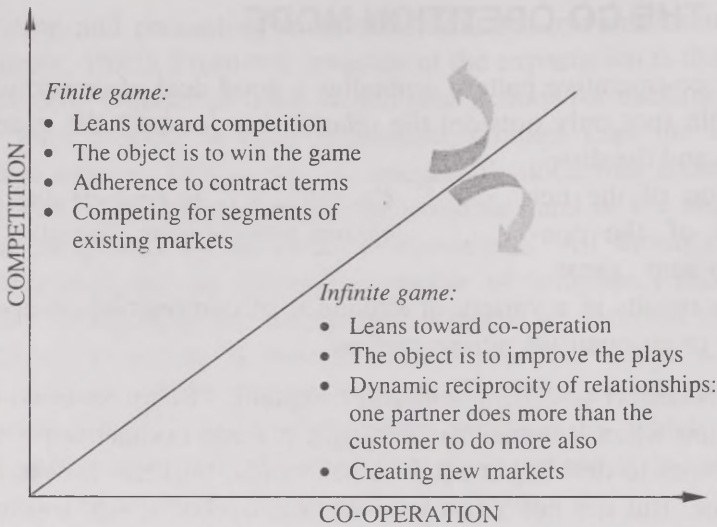 COMPETITION
Finite game:
• Leans toward competition
• The object is to win the game
• Adherence to contract terms
• Competing for segments of
existing markets
Infinite game:
• Leans toward co-operation
• The object is to improve the plays
• Dynamic reciprocity of relationships:
one partner does more than the
customer to do more also
• Creating new markets
CO-OPERATION